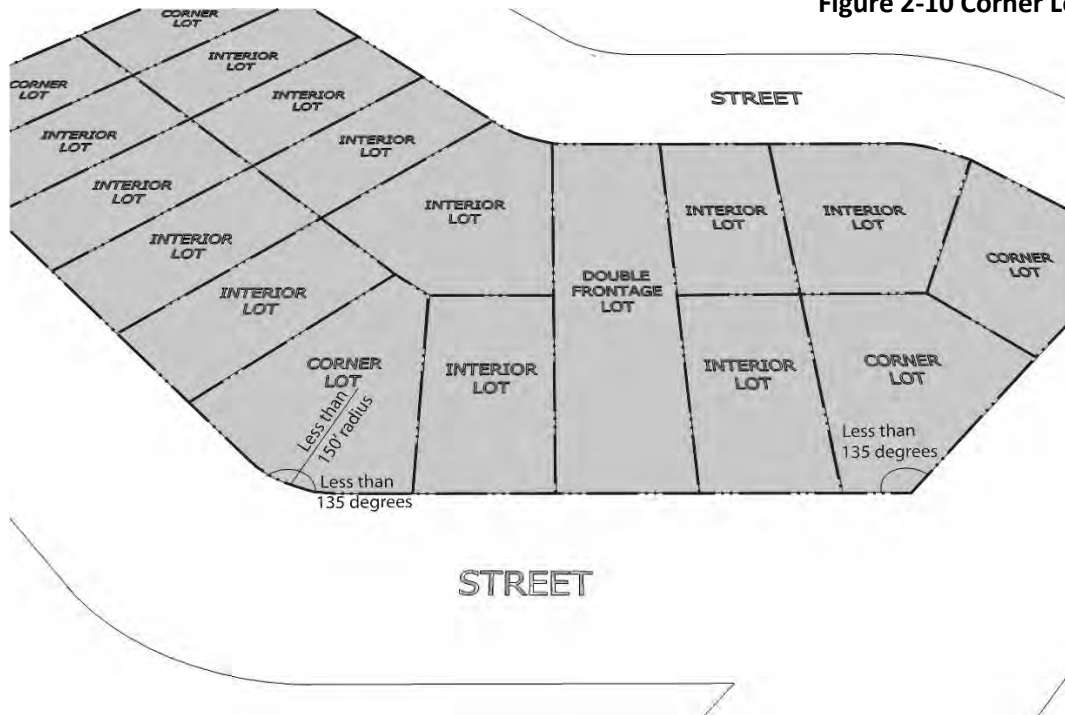 Figure 2-10 Corner L
CORNER
LOT
INTERIOR
LOT
CORNER
LOT
INTERIOR
LOT
STREET
INTERIOR
LOT
INTERIOR
LOT
INTERIOR
LOT
INTERIOR
LOT
INTERIOR
LOT
INTERIOR
LOT
INTERIOR
LOT
INTERIOR
LOT
CORNER
LOT
DOUBLE
FRONTAGE
LOT
INTERIOR
LOT
CORNER
LOT
INTERIOR
LOT
INTERIOR
LOT
CORNER
LOT
Less than
150' radius
Less than
135 degrees
Less than
135 degrees
STREET